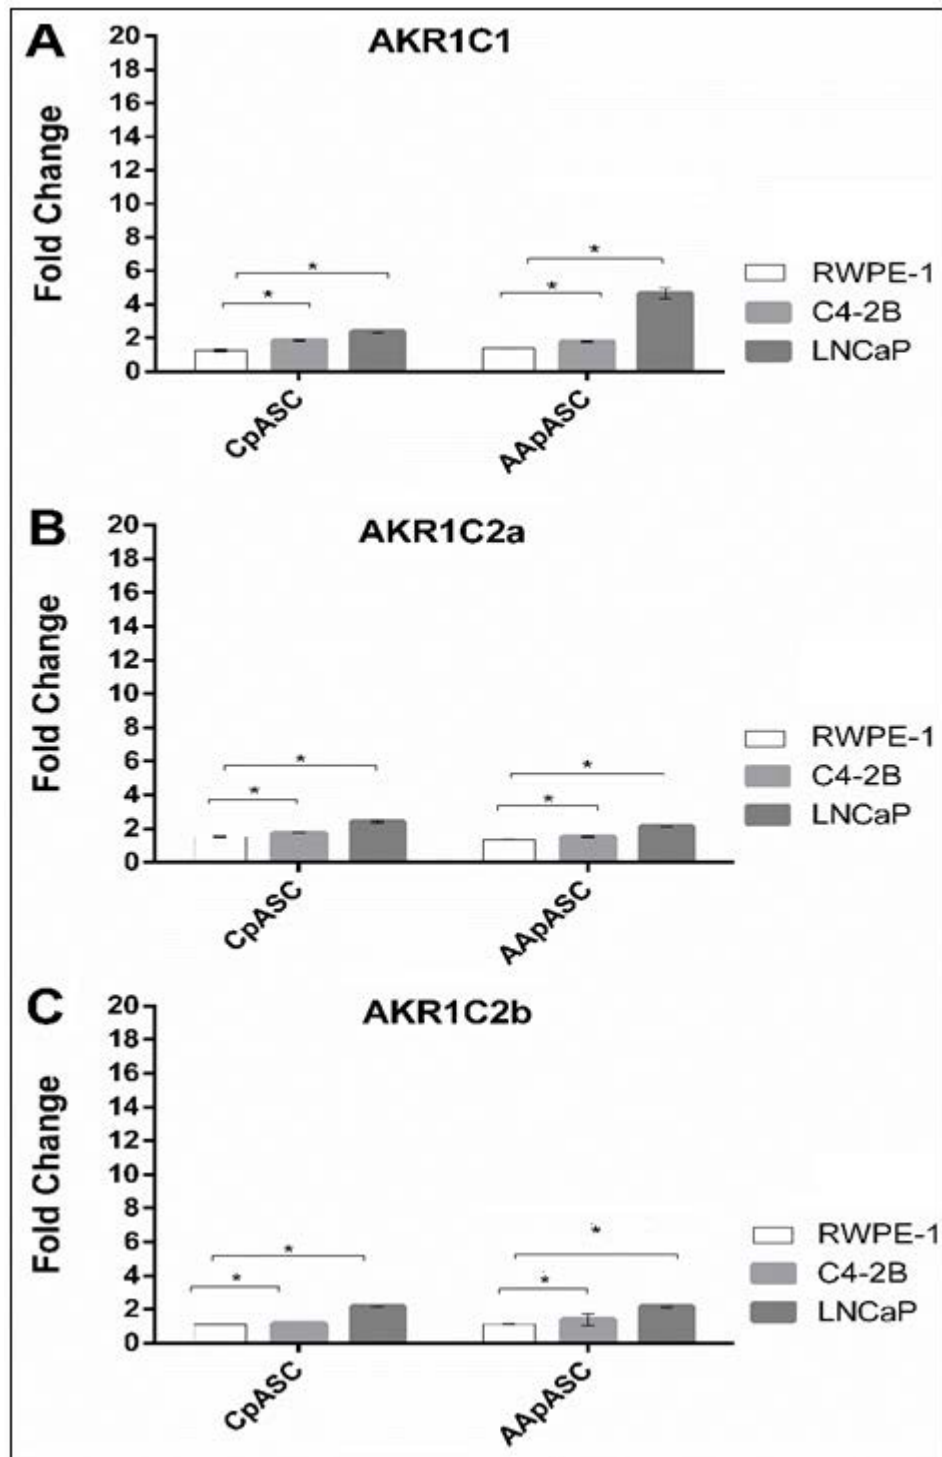 A
AKR1C1
Fold Change
20
18
16
14
12
10
8
6
4
2
0
*
*
*
*
CpASC
AApASC
RWPE-1
C4-2B
LNCaP
B
AKR1C2a
Fold Change
20
18
16
14
12
10
8
6
4
2
0
*
*
*
*
CpASC
AApASC
RWPE-1
C4-2B
LNCaP
C
AKR1C2b
Fold Change
20
18
16
14
12
10
8
6
4
2
0
*
*
*
*
CpASC
AApASC
RWPE-1
C4-2B
LNCaP